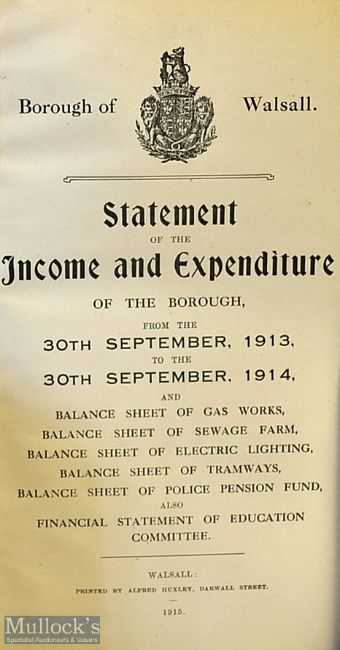 Borough of Walsall.
Statement
OF THE
Income and Expenditure
OF THE BOROUGH,
FROM THE
30TH SEPTEMBER, 1913,
TO THE
30TH SEPTEMBER. 1914,
AND
BALANCE SHEET OF GAS WORKS,
BALANCE SHEET OF SEWAGE FARM,
BALANCE SHEET OF ELECTRIC LIGHTING,
BALANCE SHEET OF TRAMWAYS,
BALANCE SHEET OF POLICE PENSION FUND,
ALSO
FINANCIAL STATEMENT OF EDUCATION
COMMITTEE.
WALSALL:
PRINTED BY ALFRED HUXLEY, DARWALL STREET.
1915.
Mullock's
Specialist Auctioneers & Valuers